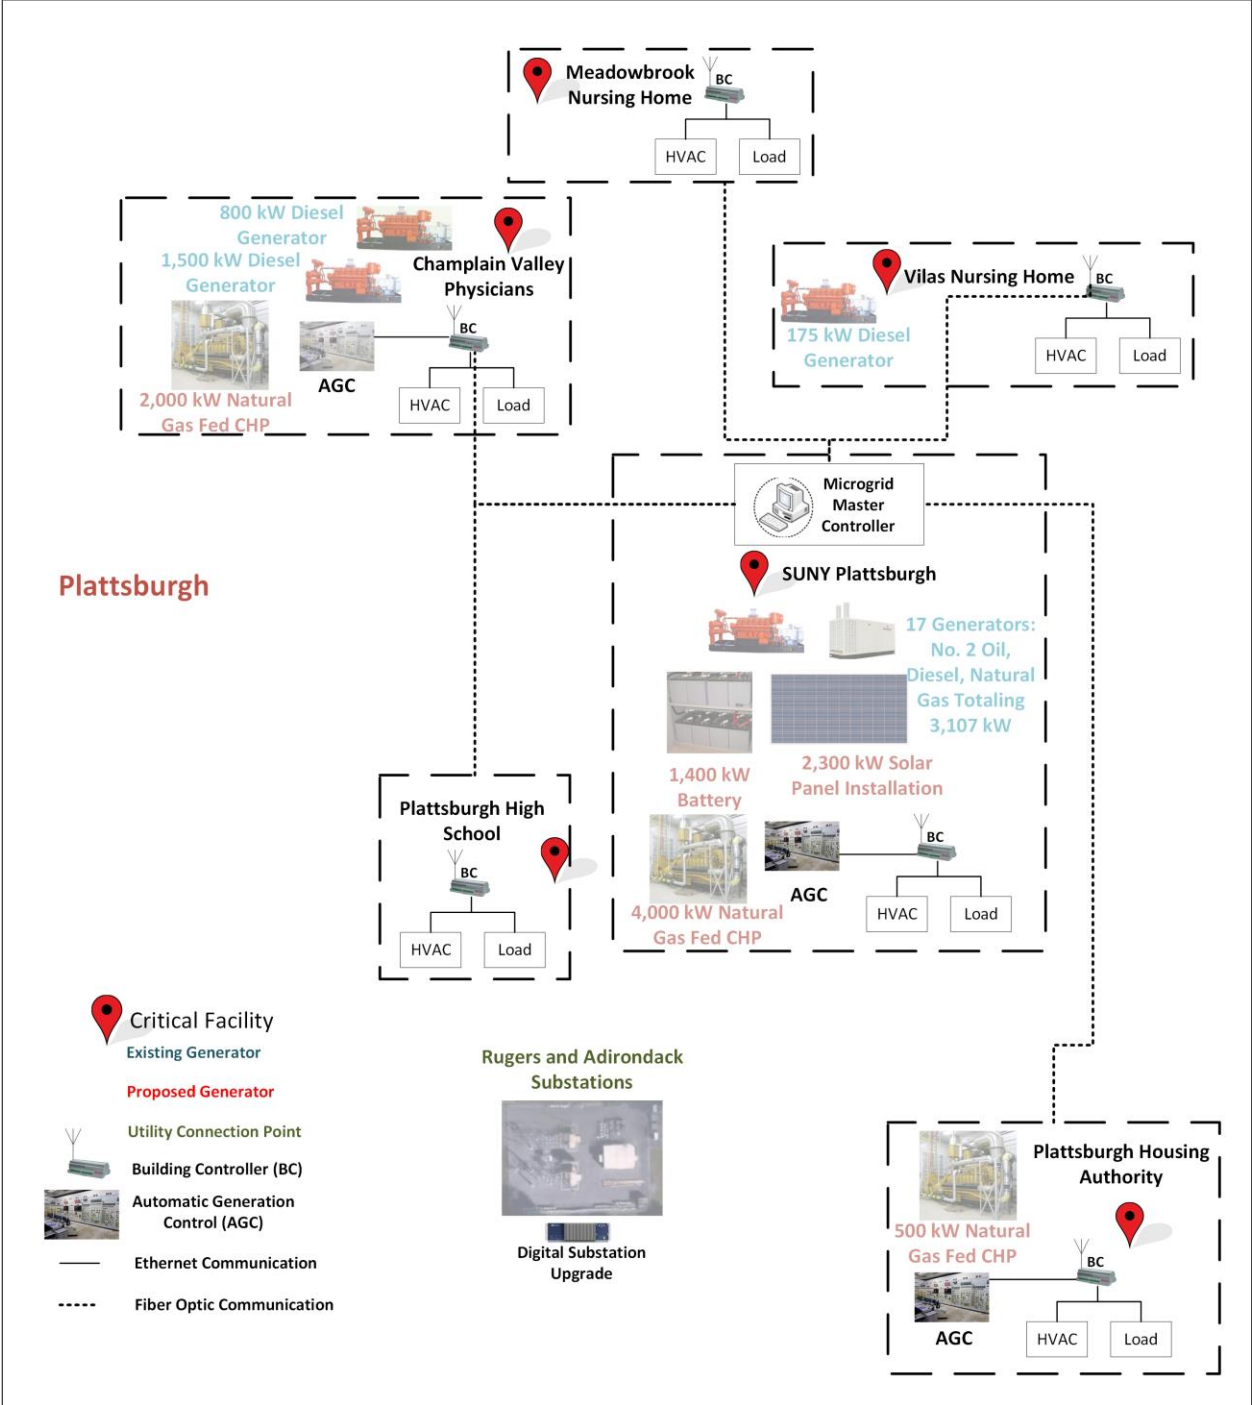 Meadowbrook
Nursing Home
BC
HVAC
Load
800 kW Diesel
Generator
1,500 kW Diesel
Generator
Champlain Valley
Physicians
BC
AGC
2,000 kW Natural
Gas Fed CHP
HVAC
Load
Vilas Nursing Home
BC
175 kW Diesel
Generator
HVAC
Load
Microgrid
Master
Controller
SUNY Plattsburgh
17 Generators:
No. 2 Oil,
Diesel, Natural
Gas Totaling
3,107 kW
1,400 kW
Battery
2,300 kW Solar
Panel Installation
BC
AGC
4,000 kW Natural
Gas Fed CHP
HVAC
Load
Plattsburgh
Plattsburgh High
School
BC
HVAC
Load
Critical Facility
Existing Generator
Proposed Generator
Utility Connection Point
Building Controller (BC)
Automatic Generation
Control (AGC)
Ethernet Communication
Fiber Optic Communication
Rugers and Adirondack
Substations
Digital Substation
Upgrade
Plattsburgh Housing
Authority
500 kW Natural
Gas Fed CHP
BC
AGC
HVAC
Load